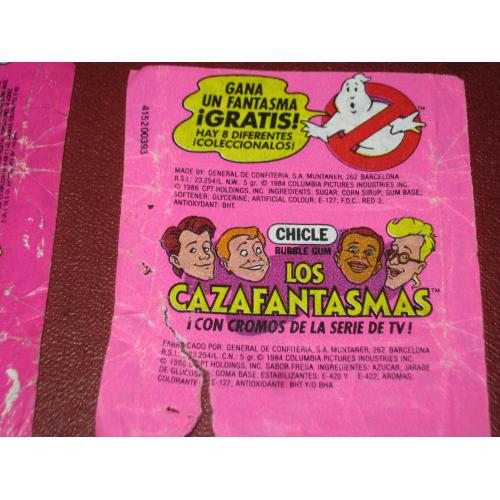 GANA
UN FANTASMA
¡GRATIS!
HAY 8 DIFERENTES
¡COLECCIONALOS!
TM
415200393
MADE BY: GENERAL DE CONFITERIA, S.A. MUNTANER, 262 BARCELONA
R.S.I.: 23.254/L. N.W.: 5 gr. © 1984 COLUMBIA PICTURES INDUSTRIES INC.
© 1986 CPT HOLDINGS, INC. INGREDIENTS: SUGAR; CORN SIRUP; GUM BASE;
SOFTENER: GLYCERINE; ARTIFICIAL COLOUR: E-127; F.D.C.: RED 3;
ANTIOXYDANT: BHT.
CHICLE
BUBBLE GUM
LOS
CAZAFANTASMAS TM
¡CON CROMOS DE LA SERIE DE TV!
CADO POR: GENERAL DE CONFITERIA, S.A. MUNTANER, 262 BARCELONA
R.S.I. 23.254/L. C.N.: 5 gr. © 1984 COLUMBIA PICTURES INDUSTRIES INC.
© 1986 CPT HOLDINGS, INC. SABOR FRESA. INGREDIENTES: AZUCAR; JARABE
DE GLUCOSA; GOMA BASE; ESTABILIZANTES: E-420 Y E-422; AROMAS;
COLORANTE: E-127; ANTIOXIDANTE: BHT Y/O BHA